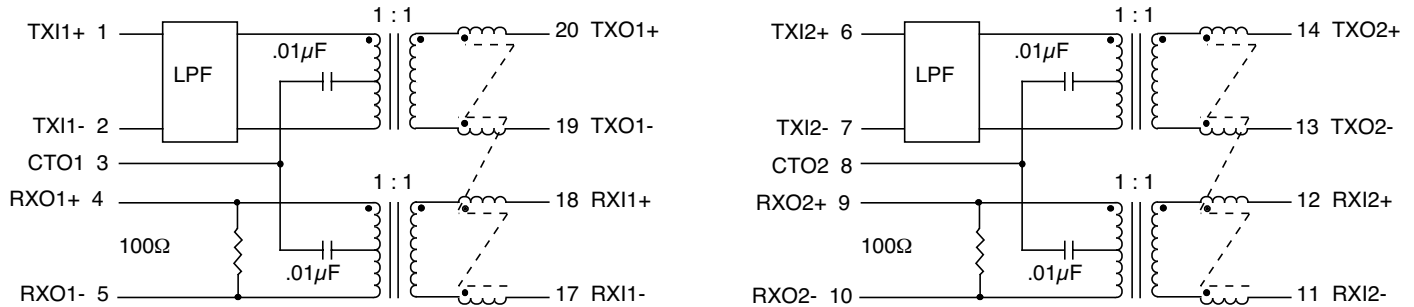 1 : 1
TXI1+ 1
20 TXO1+
.01µF
LPF
TXI1- 2
19 TXO1-
CTO1 3
1 : 1
RXO1+ 4
18 RXI1+
100Ω
.01µF
RXO1- 5
17 RXI1-
1 : 1
TXI2+ 6
14 TXO2+
.01µF
LPF
TXI2- 7
13 TXO2-
CTO2 8
1 : 1
RXO2+ 9
12 RXI2+
100Ω
.01µF
RXO2- 10
11 RXI2-